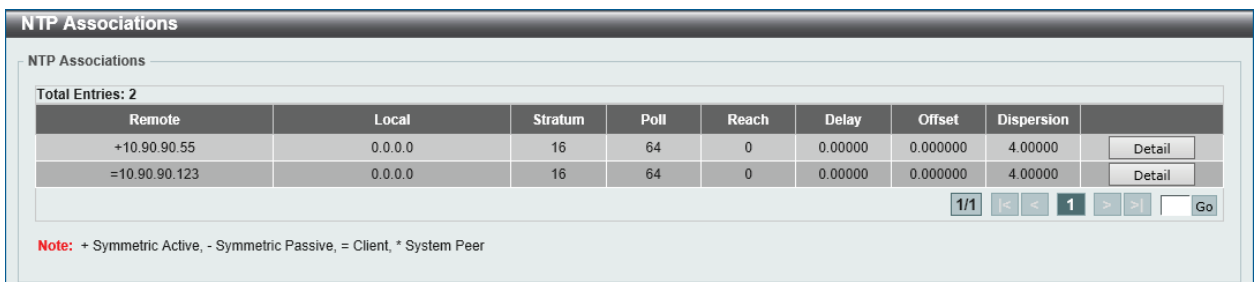 NTP Associations
NTP Associations
Total Entries: 2
Remote Local Stratum Poll Reach Delay Offset Dispersion
+10.90.90.55 0.0.0.0 16 64 0 0.00000 0.000000 4.00000 Detail
=10.90.90.123 0.0.0.0 16 64 0 0.00000 0.000000 4.00000 Detail
1/1 |< < 1 > >| Go
Note: + Symmetric Active, - Symmetric Passive, = Client, * System Peer